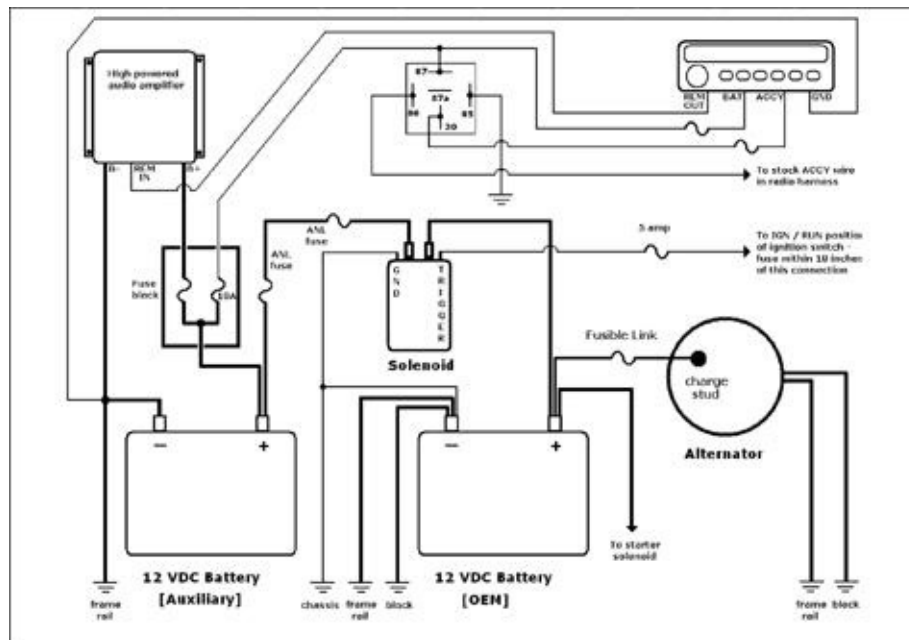 High powered
audio amplifier
B-
REM
IN
B+
87
87a
86
85
30
REM
OUT
BAT
ACCY
GND
To stock ACCY wire
in radio harness
ANL
fuse
ANL
fuse
5 amp
To IGN / RUN position
of ignition switch -
fuse within 18 inches
of this connection
Fuse
block
10A
GND
TRIGGER
Solenoid
Fusible Link
charge
stud
Alternator
−
+
−
+
To starter
solenoid
12 VDC Battery
[Auxiliary]
12 VDC Battery
[OEM]
frame
rail
chassis
frame
rail
block
frame
rail
block